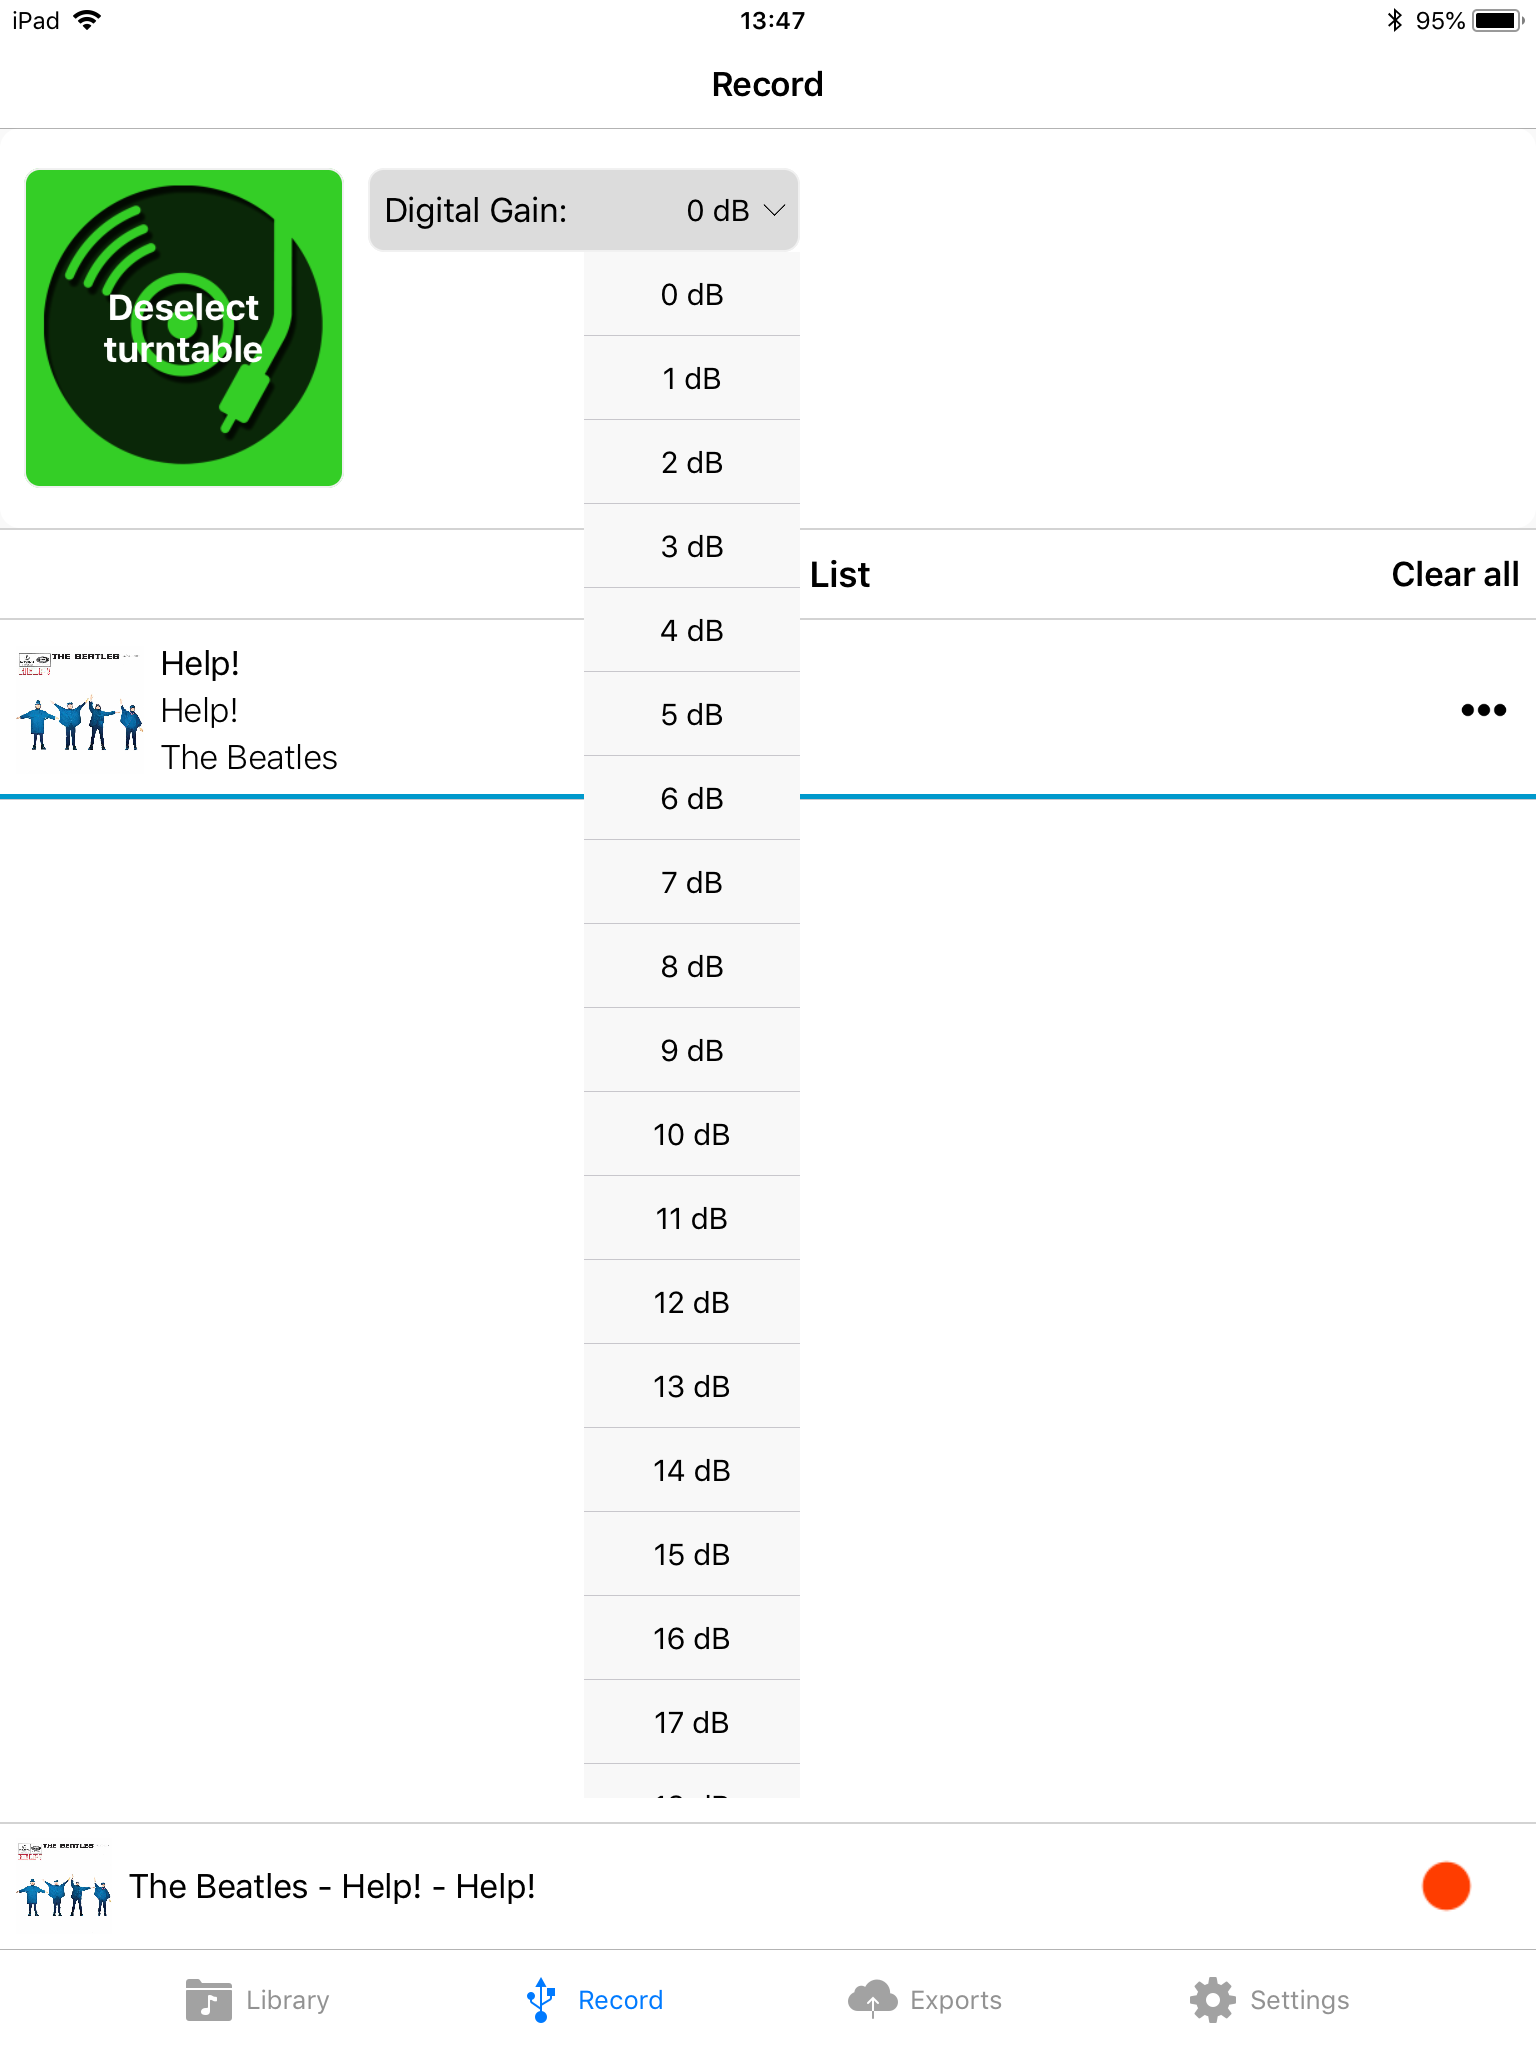 iPad 13:47 95%
Record
Deselect
turntable
Digital Gain: 0 dB
0 dB
1 dB
2 dB
3 dB
List Clear all
4 dB
Help!
Help!
The Beatles
5 dB
6 dB
7 dB
8 dB
9 dB
10 dB
11 dB
12 dB
13 dB
14 dB
15 dB
16 dB
17 dB
THE BEATLES
THE BEATLES
The Beatles - Help! - Help!
Library Record Exports Settings